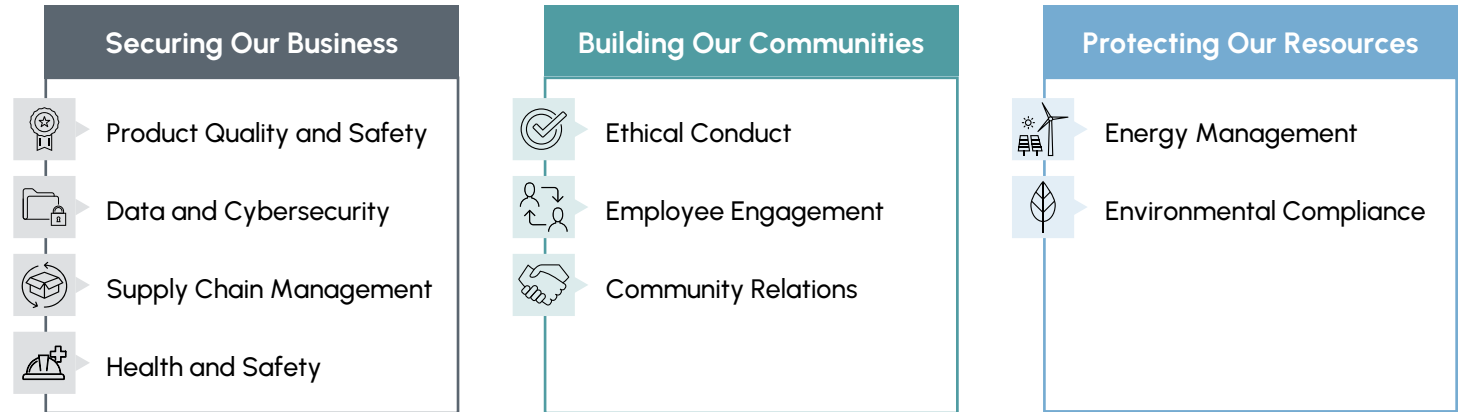 Securing Our Business
Product Quality and Safety
Data and Cybersecurity
Supply Chain Management
Health and Safety
Building Our Communities
Ethical Conduct
Employee Engagement
Community Relations
Protecting Our Resources
Energy Management
Environmental Compliance